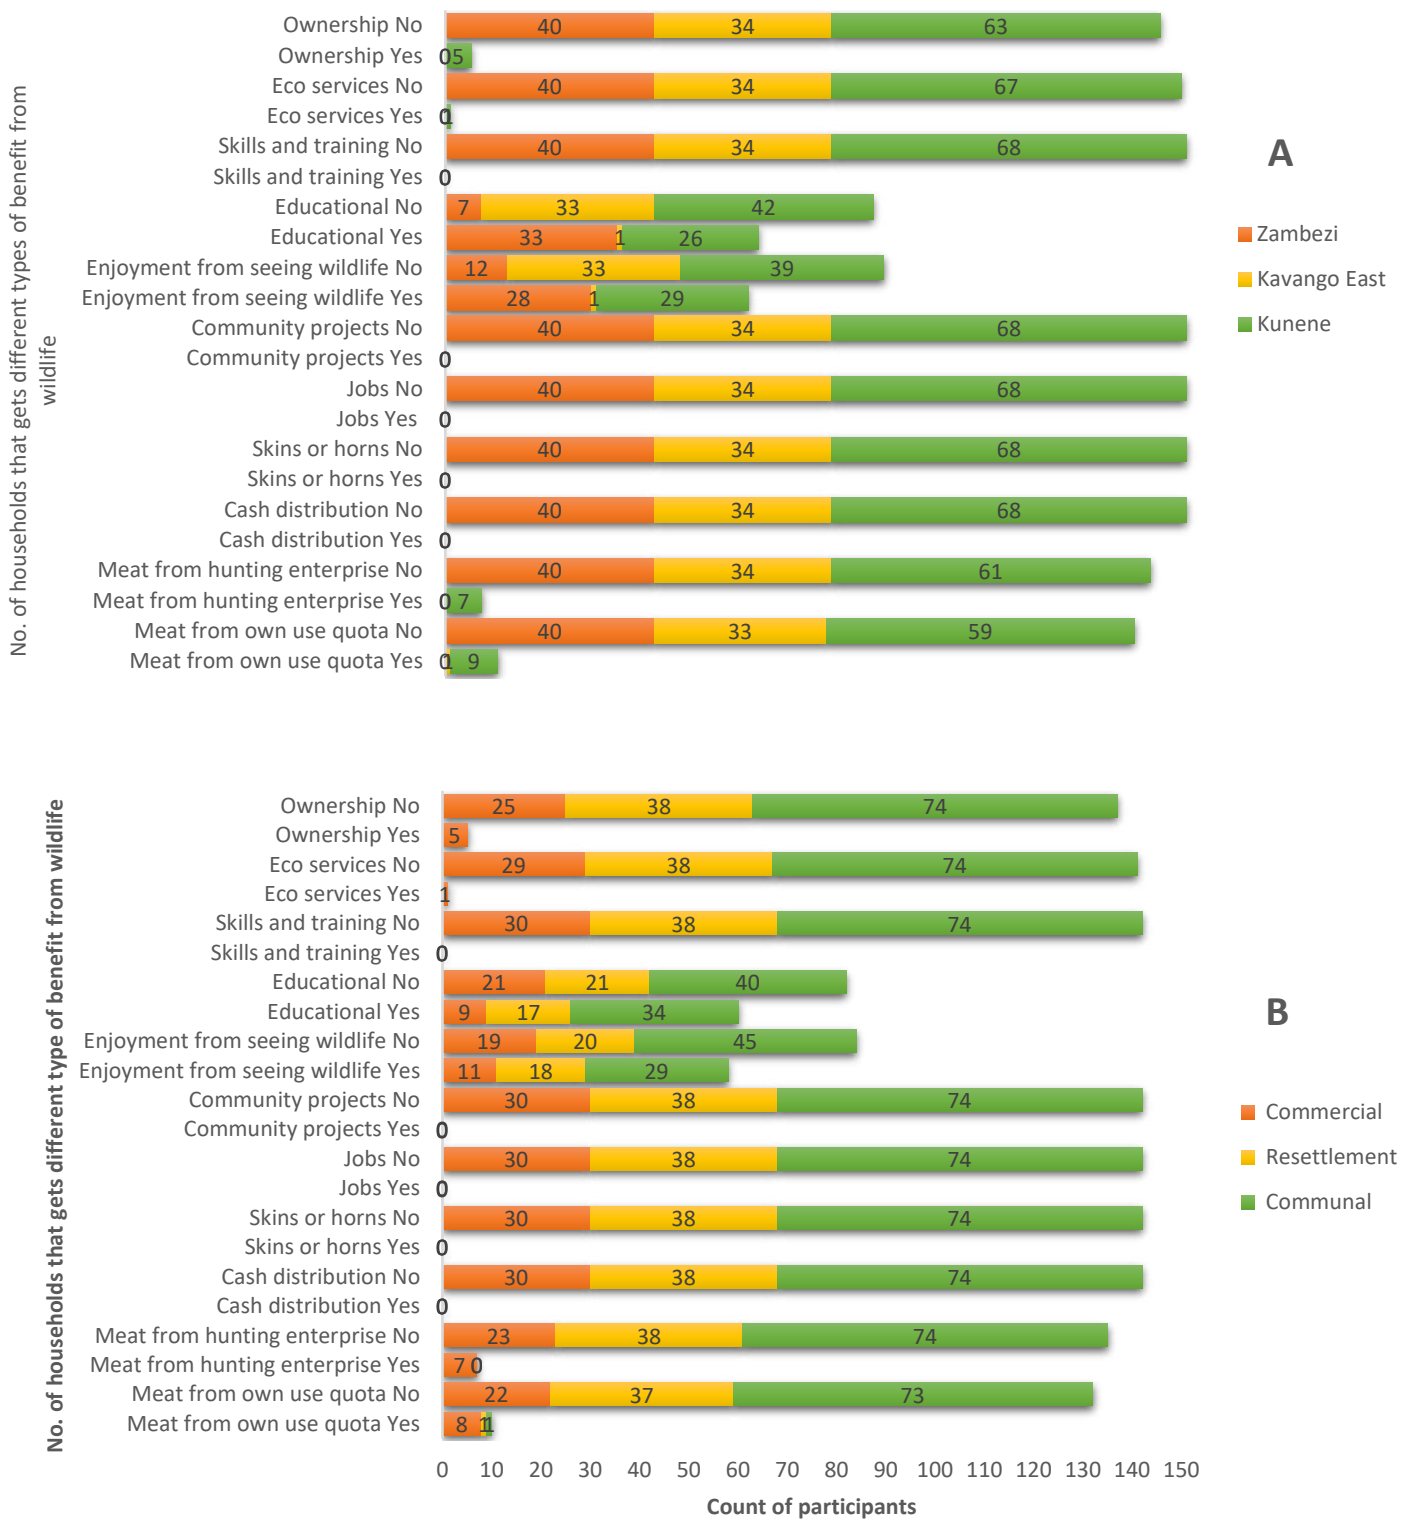 No. of households that gets different types of benefit from
wildlife
Ownership No 40 34 63
Ownership Yes 0 5
Eco services No 40 34 67
Eco services Yes 0 1
Skills and training No 40 34 68
Skills and training Yes 0
Educational No 7 33 42
Educational Yes 33 1 26
Enjoyment from seeing wildlife No 12 33 39
Enjoyment from seeing wildlife Yes 28 1 29
Community projects No 40 34 68
Community projects Yes 0
Jobs No 40 34 68
Jobs Yes 0
Skins or horns No 40 34 68
Skins or horns Yes 0
Cash distribution No 40 34 68
Cash distribution Yes 0
Meat from hunting enterprise No 40 34 61
Meat from hunting enterprise Yes 0 7
Meat from own use quota No 40 33 59
Meat from own use quota Yes 0 1 9
A
Zambezi
Kavango East
Kunene
No. of households that gets different type of benefit from wildlife
Ownership No 25 38 74
Ownership Yes 5
Eco services No 29 38 74
Eco services Yes 1
Skills and training No 30 38 74
Skills and training Yes 0
Educational No 21 21 40
Educational Yes 9 17 34
Enjoyment from seeing wildlife No 19 20 45
Enjoyment from seeing wildlife Yes 11 18 29
Community projects No 30 38 74
Community projects Yes 0
Jobs No 30 38 74
Jobs Yes 0
Skins or horns No 30 38 74
Skins or horns Yes 0
Cash distribution No 30 38 74
Cash distribution Yes 0
Meat from hunting enterprise No 23 38 74
Meat from hunting enterprise Yes 7 0
Meat from own use quota No 22 37 73
Meat from own use quota Yes 8 1 1
B
Commercial
Resettlement
Communal
0 10 20 30 40 50 60 70 80 90 100 110 120 130 140 150
Count of participants